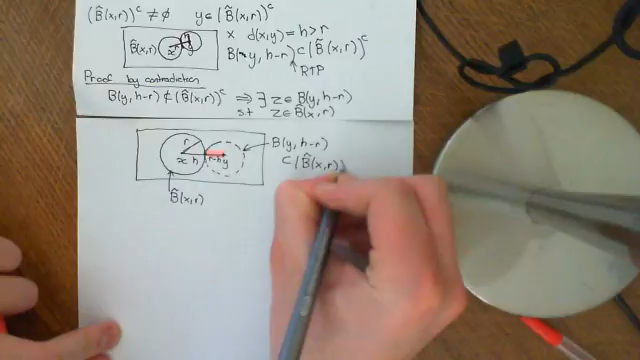 (B̃(x,r))ᶜ ≠ ∅ y∈(B̃(x,r))ᶜ
x d(x,y)=h>r
B̃(x,r) x r h y
B(y, h-r) ⊂ (B̃(x,r))ᶜ
RTP
Proof by contradiction
B(y, h-r) ⊄ (B̃(x,r))ᶜ ⟹ ∃ z∈ B(y, h-r)
s.t z∈ B̃(x,r)
r x h r-h y
B(y, h-r)
⊂ (B̃(x,r))
B̃(x,r)